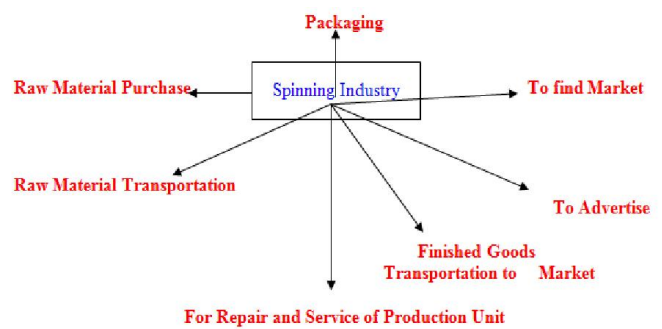 Packaging
Raw Material Purchase
Spinning Industry
To find Market
Raw Material Transportation
To Advertise
Finished Goods
Transportation to Market
For Repair and Service of Production Unit